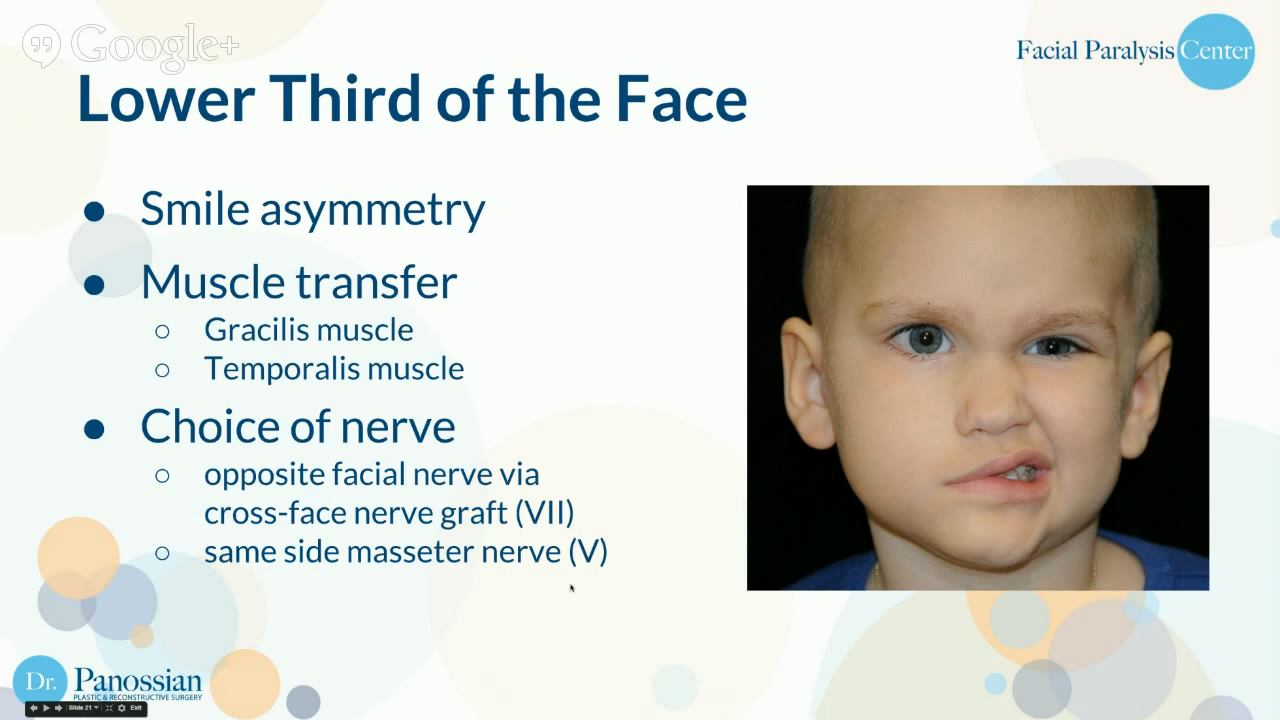 Google+
Facial Paralysis Center
Lower Third of the Face
● Smile asymmetry
● Muscle transfer
○ Gracilis muscle
○ Temporalis muscle
● Choice of nerve
○ opposite facial nerve via
cross-face nerve graft (VII)
○ same side masseter nerve (V)
Dr. Panossian
PLASTIC & RECONSTRUCTIVE SURGERY
Slide 21 Exit